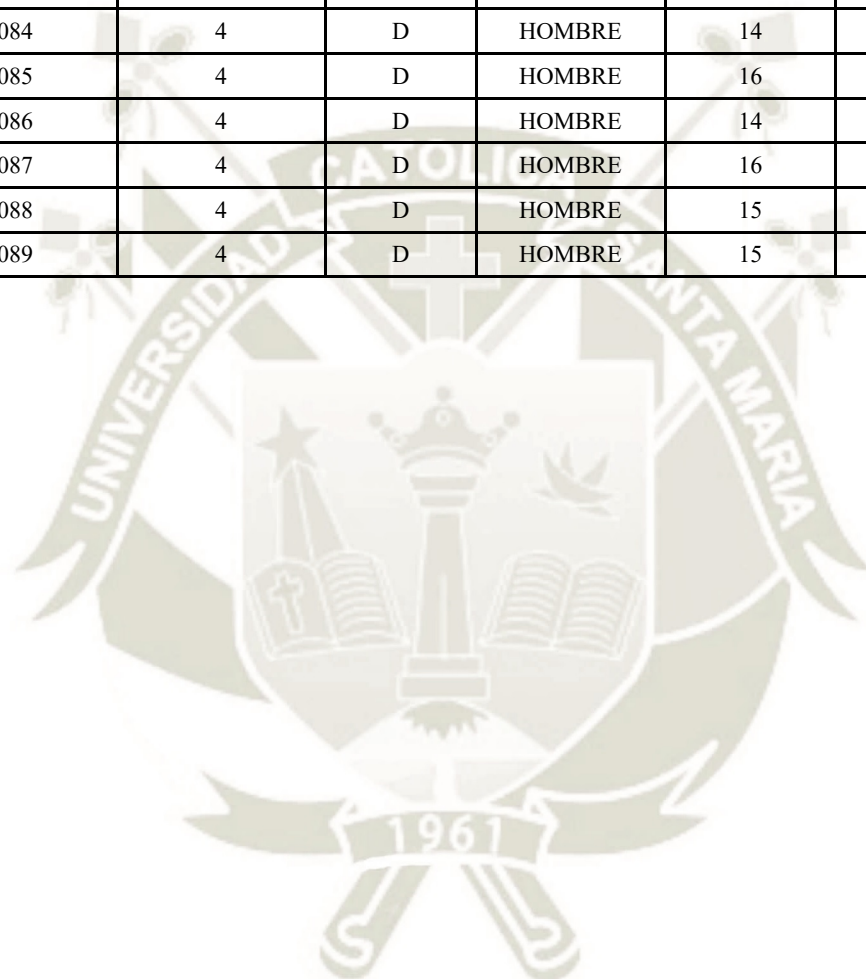 084 4 D HOMBRE 14
085 4 D HOMBRE 16
086 4 D HOMBRE 14
087 4 D HOMBRE 16
088 4 D HOMBRE 15
089 4 D HOMBRE 15
UNIVERSIDAD CATOLICA SANTA MARIA
1961